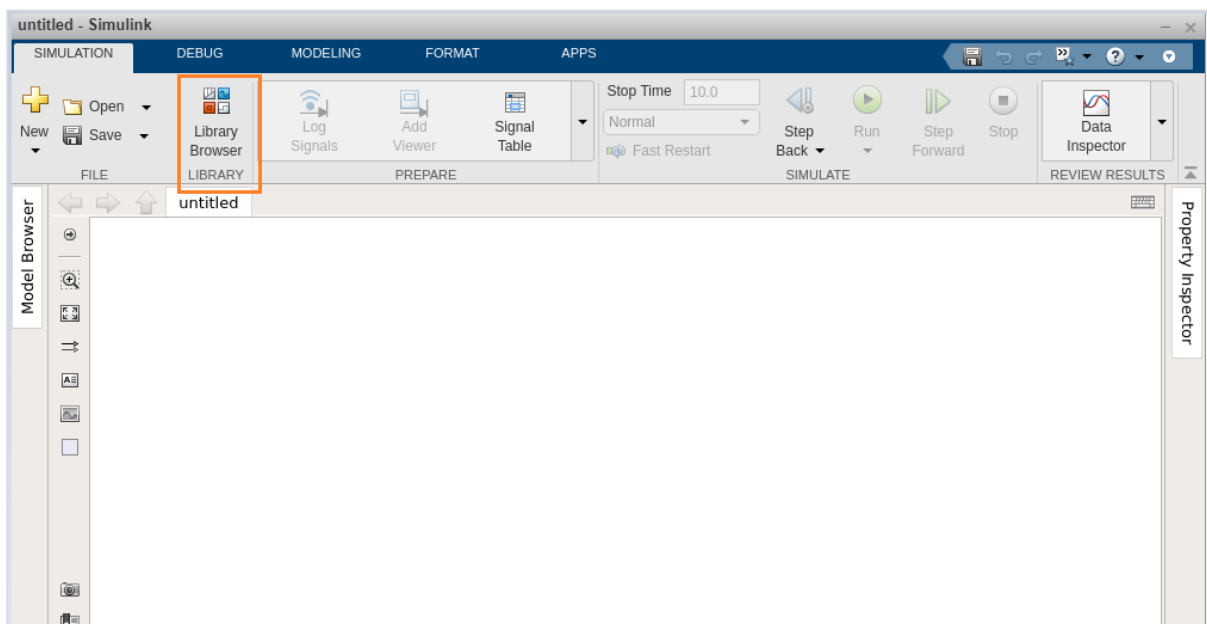 untitled - Simulink
SIMULATION
DEBUG
MODELING
FORMAT
APPS
New
Open
Save
FILE
Library
Browser
LIBRARY
Log
Signals
Add
Viewer
Signal
Table
PREPARE
Stop Time 10.0
Normal
Fast Restart
Step
Back
Run
Step
Forward
Stop
SIMULATE
Data
Inspector
REVIEW RESULTS
Model Browser
untitled
Property Inspector